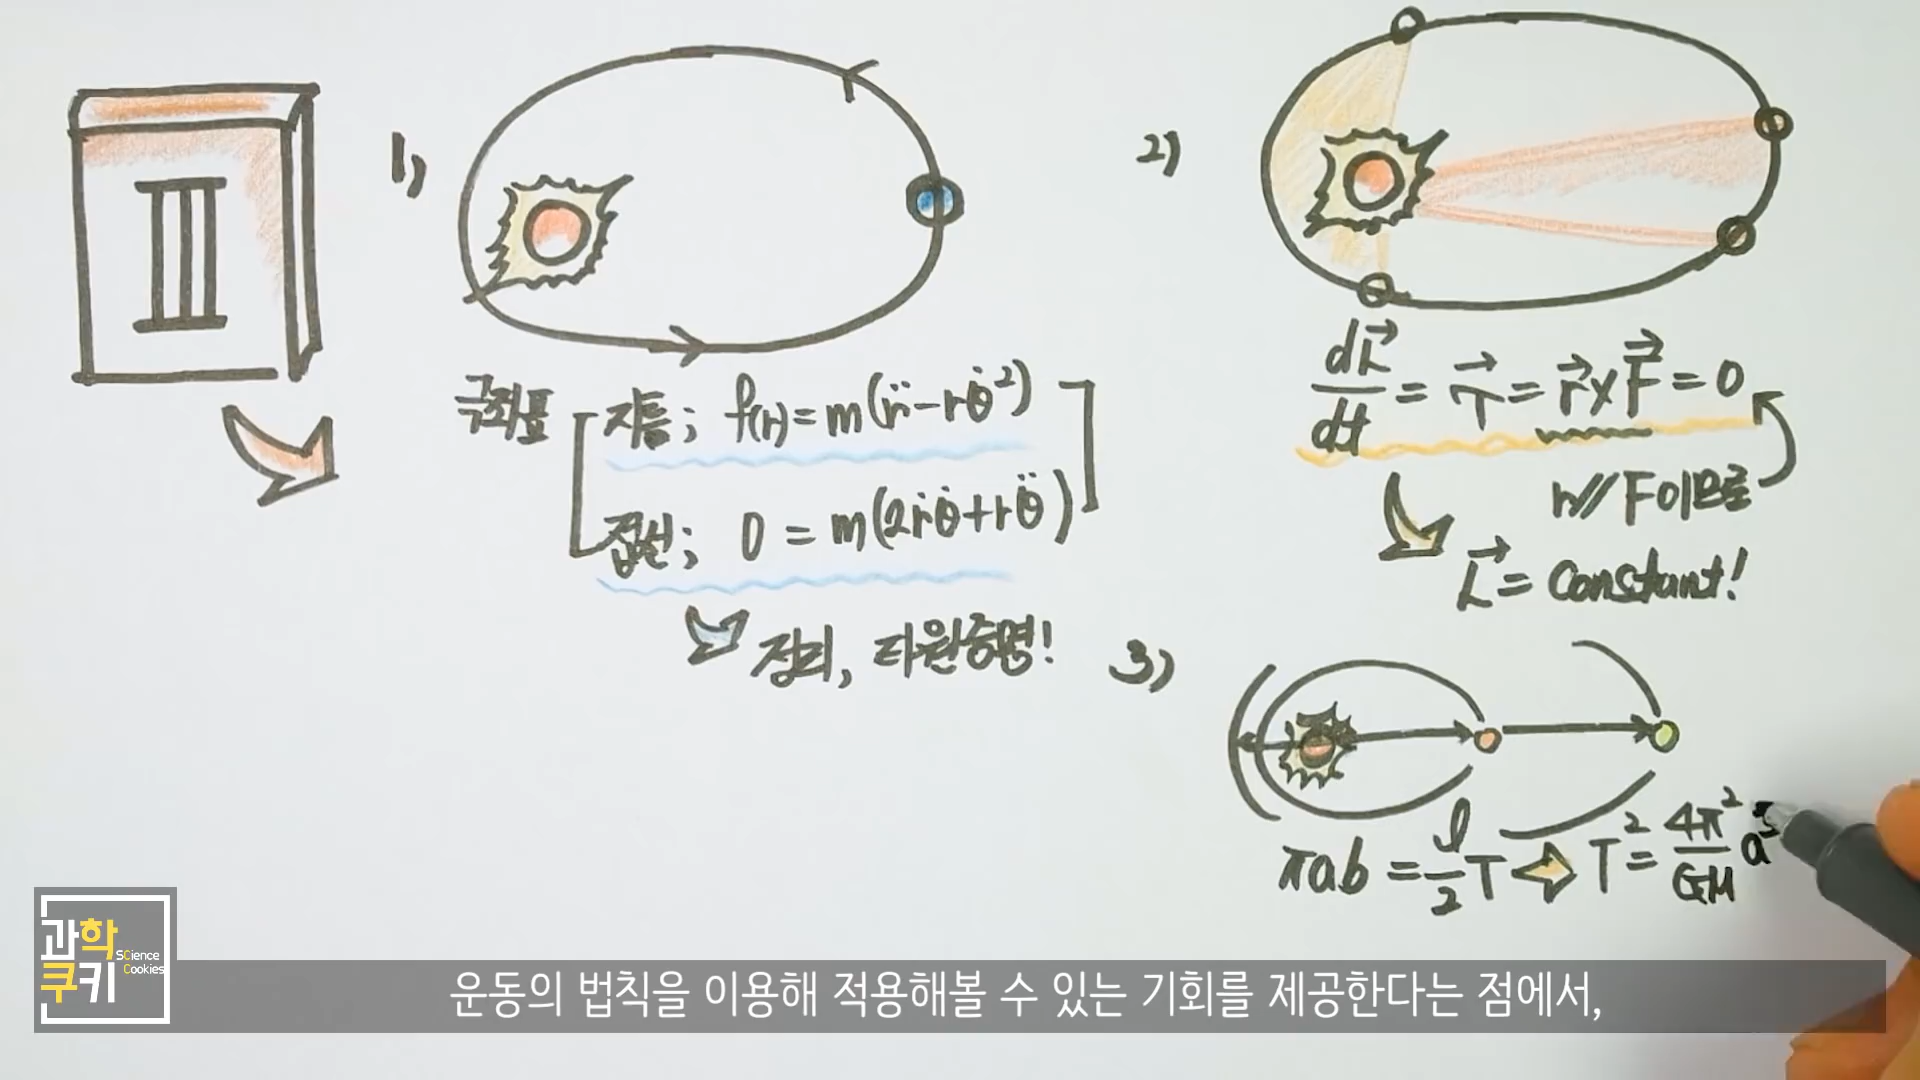 III
1)
극좌표
지름; f(r)=m(r̈-rθ̇²)
접선; 0 = m(2ṙθ̇+rθ̈)
정리, 타원증명!
2)
dL⃗/dt = τ⃗ = r⃗×F⃗ = 0
r//F이므로
L⃗ = Constant!
3)
πab = l/2 T ⇨ T² = 4π²/GM a³
과학쿠키
Science
Cookies
운동의 법칙을 이용해 적용해볼 수 있는 기회를 제공한다는 점에서,